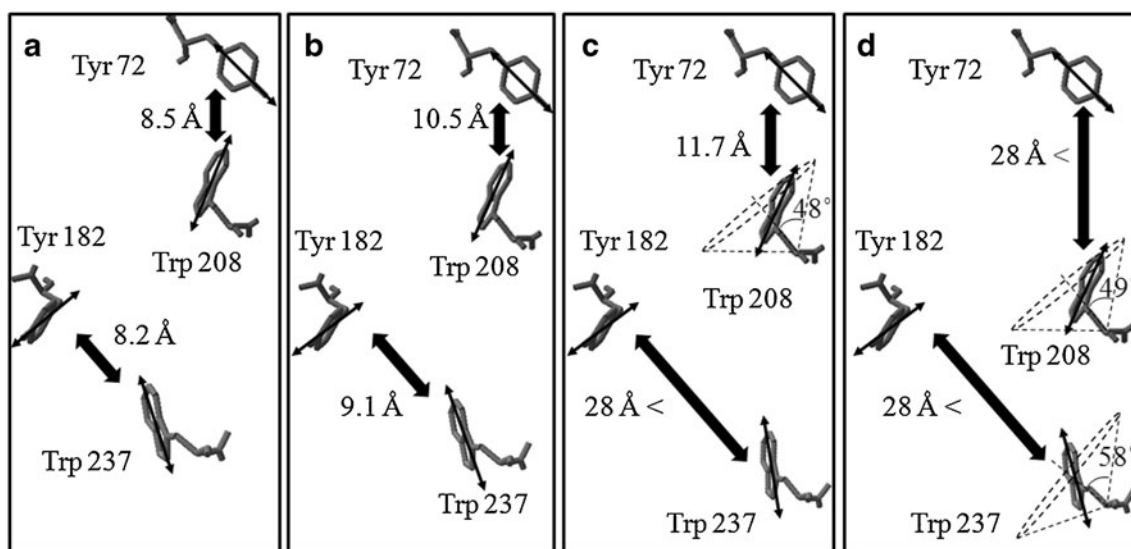 a
Tyr 72
8.5 Å
Tyr 182
Trp 208
8.2 Å
Trp 237
b
Tyr 72
10.5 Å
Tyr 182
Trp 208
9.1 Å
Trp 237
c
Tyr 72
11.7 Å
48°
Tyr 182
Trp 208
28 Å <
Trp 237
d
Tyr 72
28 Å <
Tyr 182
49°
Trp 208
28 Å <
58°
Trp 237